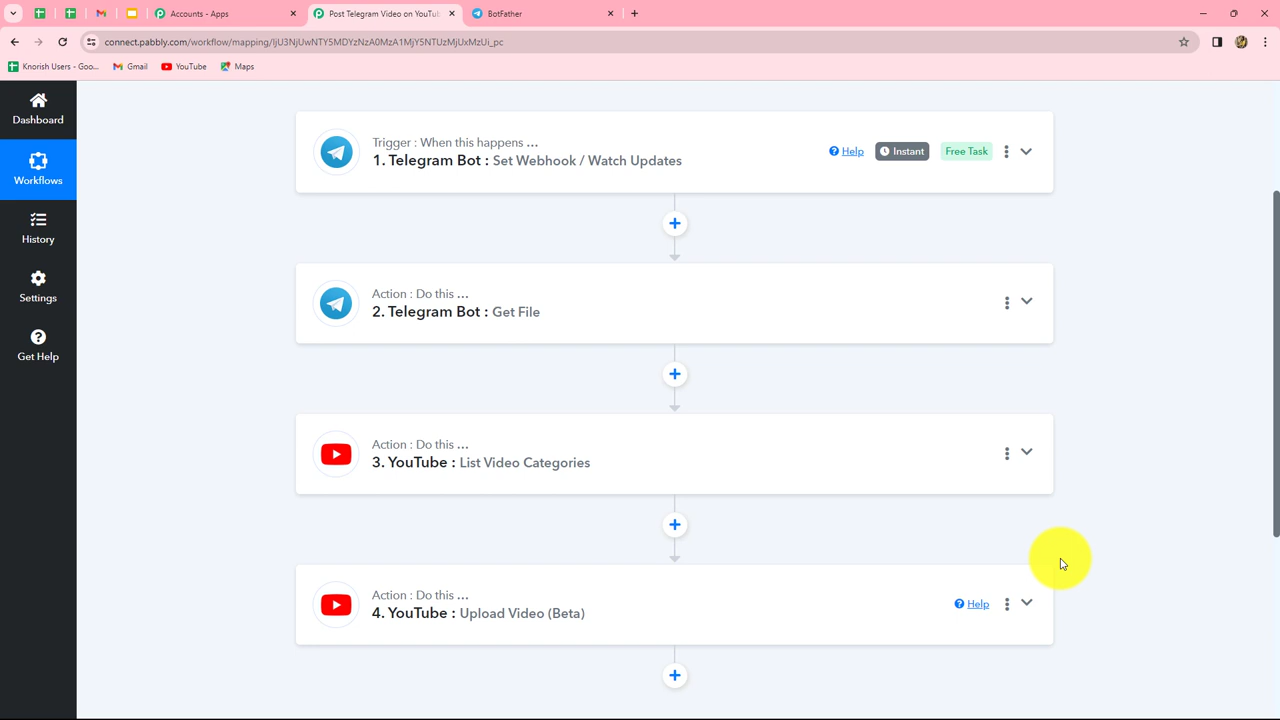 Accounts - Apps
Post Telegram Video on YouTub
BotFather
connect.pabbly.com/workflow/mapping/IjU3NjUwNTY5MDYzNzA0MzA1MjY5NTUzMjUxMzUi_pc
Knorish Users - Goo...
Gmail
YouTube
Maps
Dashboard
Workflows
History
Settings
Get Help
Trigger : When this happens ...
1. Telegram Bot : Set Webhook / Watch Updates
Help
Instant
Free Task
Action : Do this ...
2. Telegram Bot : Get File
Action : Do this ...
3. YouTube : List Video Categories
Action : Do this ...
4. YouTube : Upload Video (Beta)
Help